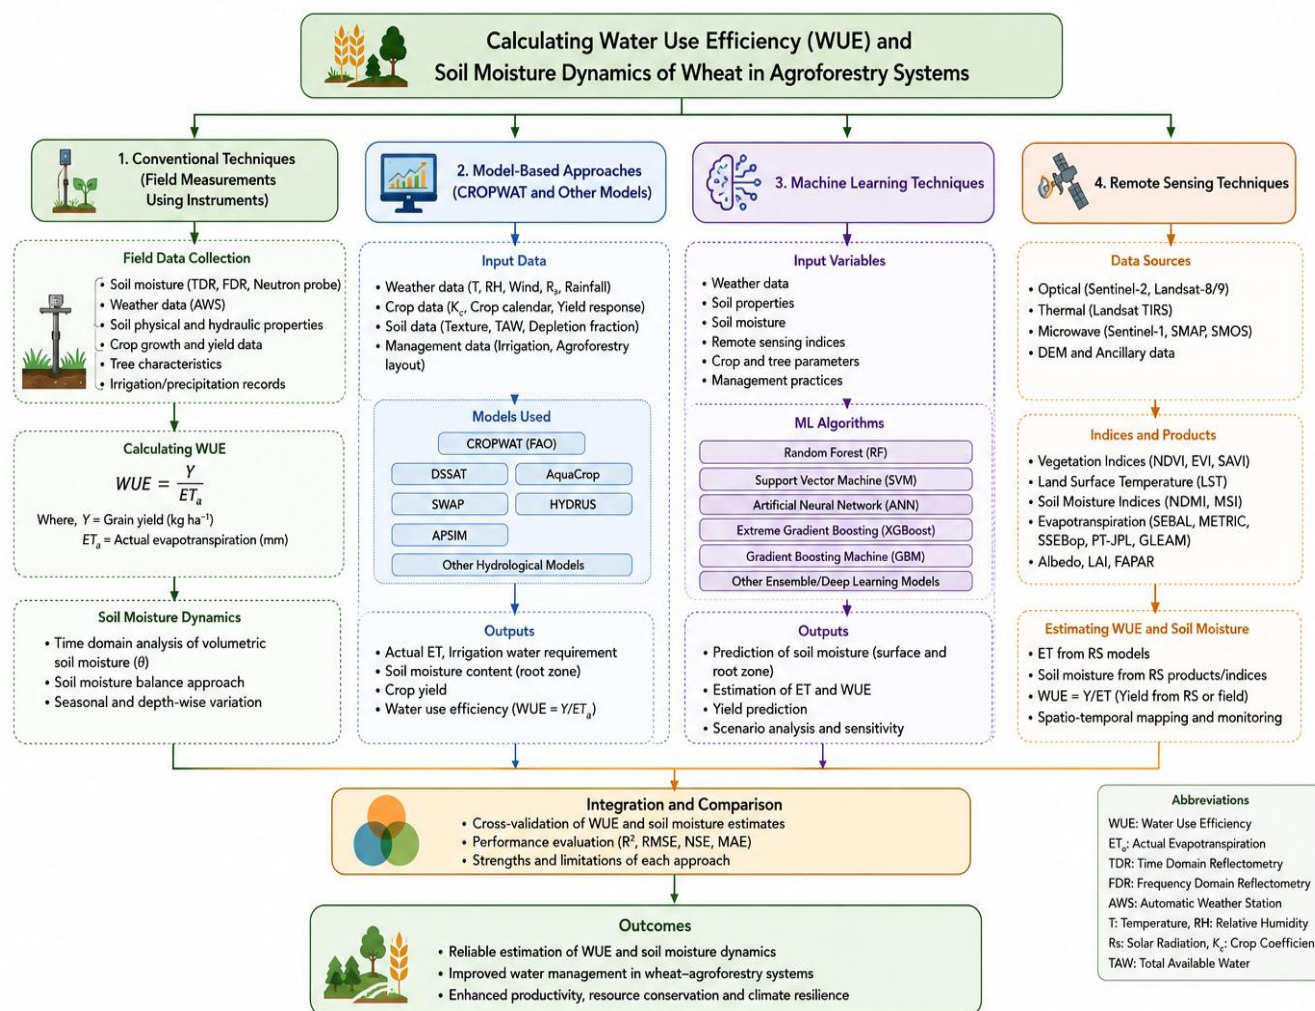 Calculating Water Use Efficiency (WUE) and
Soil Moisture Dynamics of Wheat in Agroforestry Systems
1. Conventional Techniques
(Field Measurements
Using Instruments)
Field Data Collection
• Soil moisture (TDR, FDR, Neutron probe)
• Weather data (AWS)
• Soil physical and hydraulic properties
• Crop growth and yield data
• Tree characteristics
• Irrigation/precipitation records
Calculating WUE
WUE = Y / ETₐ
Where, Y = Grain yield (kg ha⁻¹)
ETₐ = Actual evapotranspiration (mm)
Soil Moisture Dynamics
• Time domain analysis of volumetric
soil moisture (θ)
• Soil moisture balance approach
• Seasonal and depth-wise variation
2. Model-Based Approaches
(CROPWAT and Other Models)
Input Data
• Weather data (T, RH, Wind, Rₛ, Rainfall)
• Crop data (K꜀, Crop calendar, Yield response)
• Soil data (Texture, TAW, Depletion fraction)
• Management data (Irrigation, Agroforestry
layout)
Models Used
CROPWAT (FAO)
DSSAT
AquaCrop
SWAP
HYDRUS
APSIM
Other Hydrological Models
Outputs
• Actual ET, Irrigation water requirement
• Soil moisture content (root zone)
• Crop yield
• Water use efficiency (WUE = Y/ETₐ)
3. Machine Learning Techniques
Input Variables
• Weather data
• Soil properties
• Soil moisture
• Remote sensing indices
• Crop and tree parameters
• Management practices
ML Algorithms
Random Forest (RF)
Support Vector Machine (SVM)
Artificial Neural Network (ANN)
Extreme Gradient Boosting (XGBoost)
Gradient Boosting Machine (GBM)
Other Ensemble/Deep Learning Models
Outputs
• Prediction of soil moisture (surface and
root zone)
• Estimation of ET and WUE
• Yield prediction
• Scenario analysis and sensitivity
4. Remote Sensing Techniques
Data Sources
• Optical (Sentinel-2, Landsat-8/9)
• Thermal (Landsat TIRS)
• Microwave (Sentinel-1, SMAP, SMOS)
• DEM and Ancillary data
Indices and Products
• Vegetation Indices (NDVI, EVI, SAVI)
• Land Surface Temperature (LST)
• Soil Moisture Indices (NDMI, MSI)
• Evapotranspiration (SEBAL, METRIC,
SSEBop, PT-JPL, GLEAM)
• Albedo, LAI, FAPAR
Estimating WUE and Soil Moisture
• ET from RS models
• Soil moisture from RS products/indices
• WUE = Y/ET (Yield from RS or field)
• Spatio-temporal mapping and monitoring
Integration and Comparison
• Cross-validation of WUE and soil moisture estimates
• Performance evaluation (R², RMSE, NSE, MAE)
• Strengths and limitations of each approach
Outcomes
• Reliable estimation of WUE and soil moisture dynamics
• Improved water management in wheat–agroforestry systems
• Enhanced productivity, resource conservation and climate resilience
Abbreviations
WUE: Water Use Efficiency
ETₐ: Actual Evapotranspiration
TDR: Time Domain Reflectometry
FDR: Frequency Domain Reflectometry
AWS: Automatic Weather Station
T: Temperature, RH: Relative Humidity
Rs: Solar Radiation, K꜀: Crop Coefficien
TAW: Total Available Water